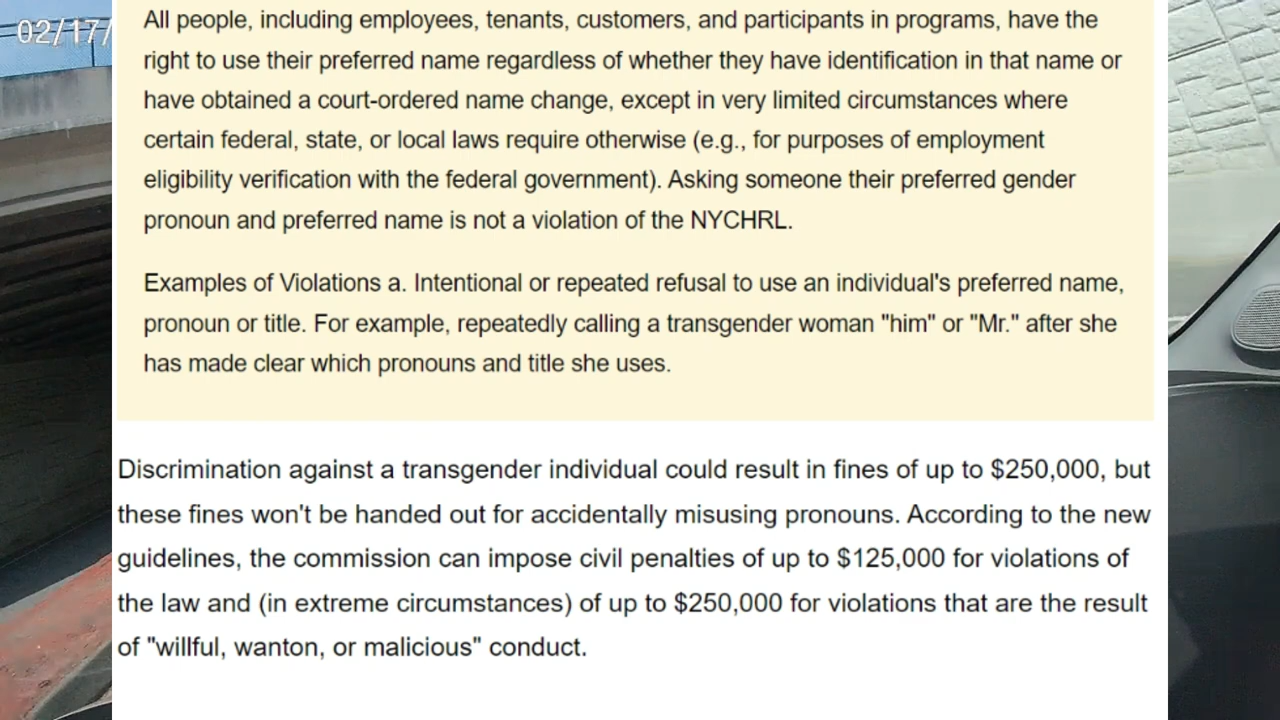 02/17/
All people, including employees, tenants, customers, and participants in programs, have the
right to use their preferred name regardless of whether they have identification in that name or
have obtained a court-ordered name change, except in very limited circumstances where
certain federal, state, or local laws require otherwise (e.g., for purposes of employment
eligibility verification with the federal government). Asking someone their preferred gender
pronoun and preferred name is not a violation of the NYCHRL.
Examples of Violations a. Intentional or repeated refusal to use an individual's preferred name,
pronoun or title. For example, repeatedly calling a transgender woman "him" or "Mr." after she
has made clear which pronouns and title she uses.
Discrimination against a transgender individual could result in fines of up to $250,000, but
these fines won't be handed out for accidentally misusing pronouns. According to the new
guidelines, the commission can impose civil penalties of up to $125,000 for violations of
the law and (in extreme circumstances) of up to $250,000 for violations that are the result
of "willful, wanton, or malicious" conduct.